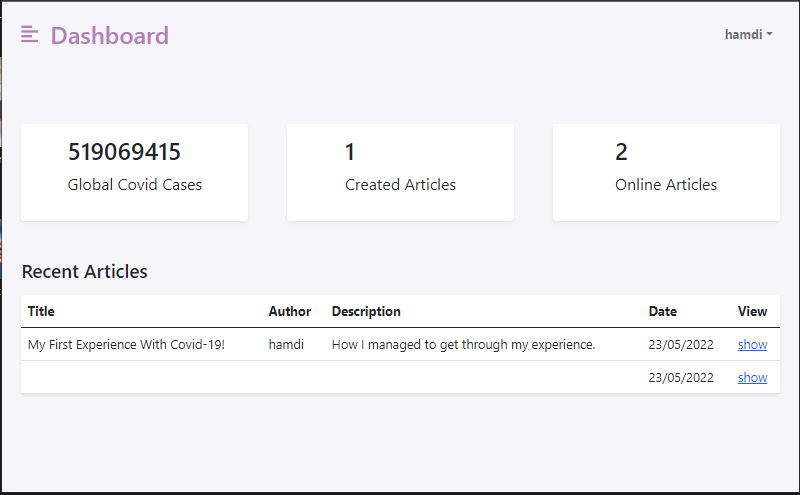 Dashboard
hamdi
519069415
Global Covid Cases
1
Created Articles
2
Online Articles
Recent Articles
Title Author Description Date View
My First Experience With Covid-19! hamdi How I managed to get through my experience. 23/05/2022 show
23/05/2022 show